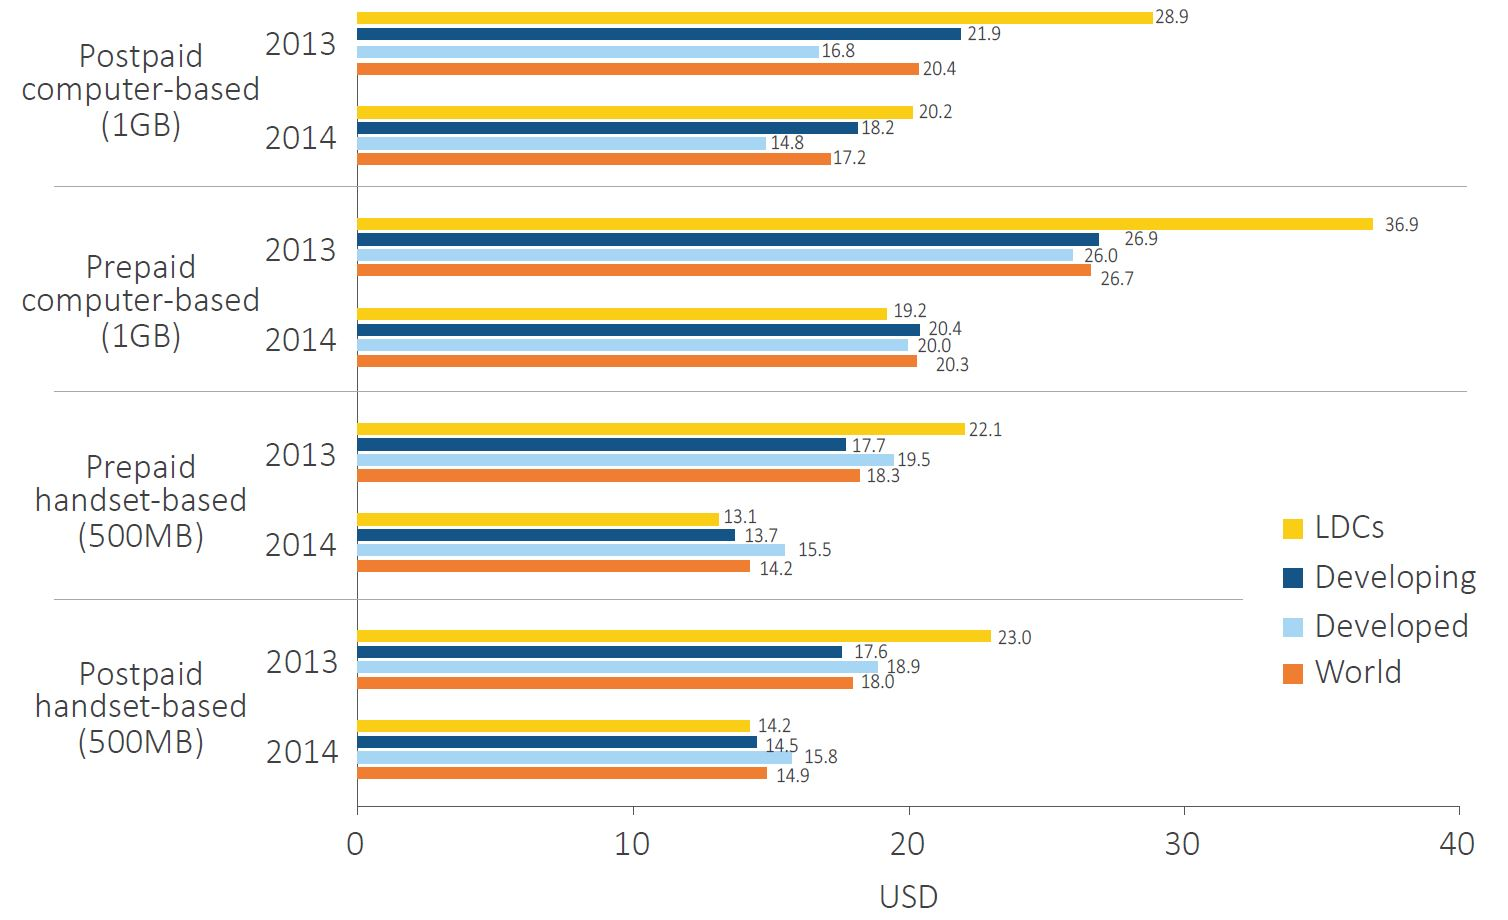 Postpaid
computer-based
(1GB)
2013
28.9
21.9
16.8
20.4
2014
20.2
18.2
14.8
17.2
Prepaid
computer-based
(1GB)
2013
36.9
26.9
26.0
26.7
2014
19.2
20.4
20.0
20.3
Prepaid
handset-based
(500MB)
2013
22.1
17.7
19.5
18.3
2014
13.1
13.7
15.5
14.2
Postpaid
handset-based
(500MB)
2013
23.0
17.6
18.9
18.0
2014
14.2
14.5
15.8
14.9
LDCs
Developing
Developed
World
0 10 20 30 40
USD